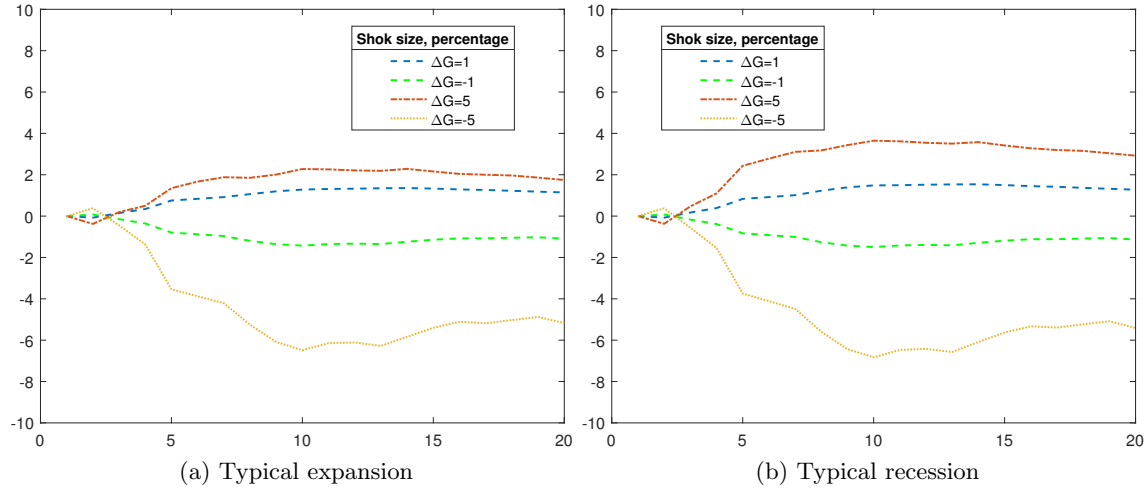 10
8
6
4
2
0
-2
-4
-6
-8
-10
0
5
10
15
20
Shok size, percentage
ΔG=1
ΔG=-1
ΔG=5
ΔG=-5
(a) Typical expansion
10
8
6
4
2
0
-2
-4
-6
-8
-10
0
5
10
15
20
Shok size, percentage
ΔG=1
ΔG=-1
ΔG=5
ΔG=-5
(b) Typical recession